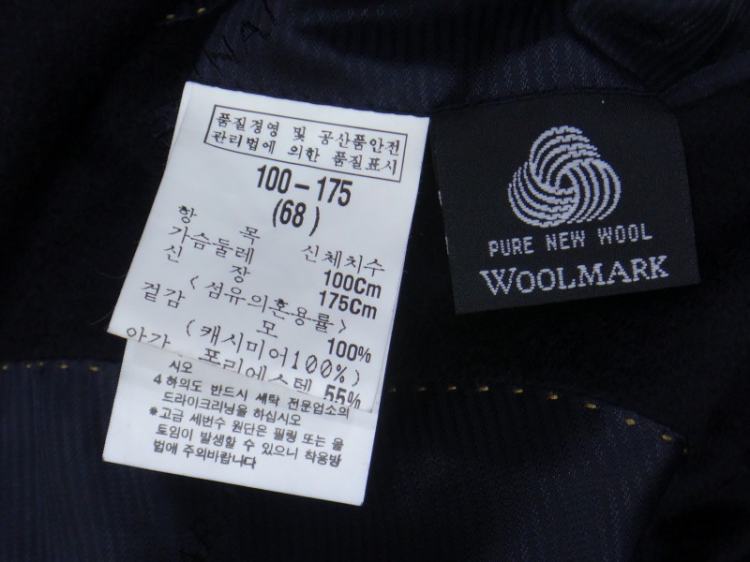 품질경영 및 공산품안전
관리법에 의한 품질표시
100-175
(68)
항 목 신체치수
가슴둘레 100Cm
신 장 175Cm
<섬유의혼용률>
겉감 모 100%
(캐시미어100%)
폴리에스텔 55%
시오
4 하의도 반드시 세탁 전문업소의
드라이크리닝을 하십시오
*고급 세번수 원단은 필링 또는 올
토임이 발생할 수 있으니 착용방
법에 주의바랍니다
PURE NEW WOOL
WOOLMARK